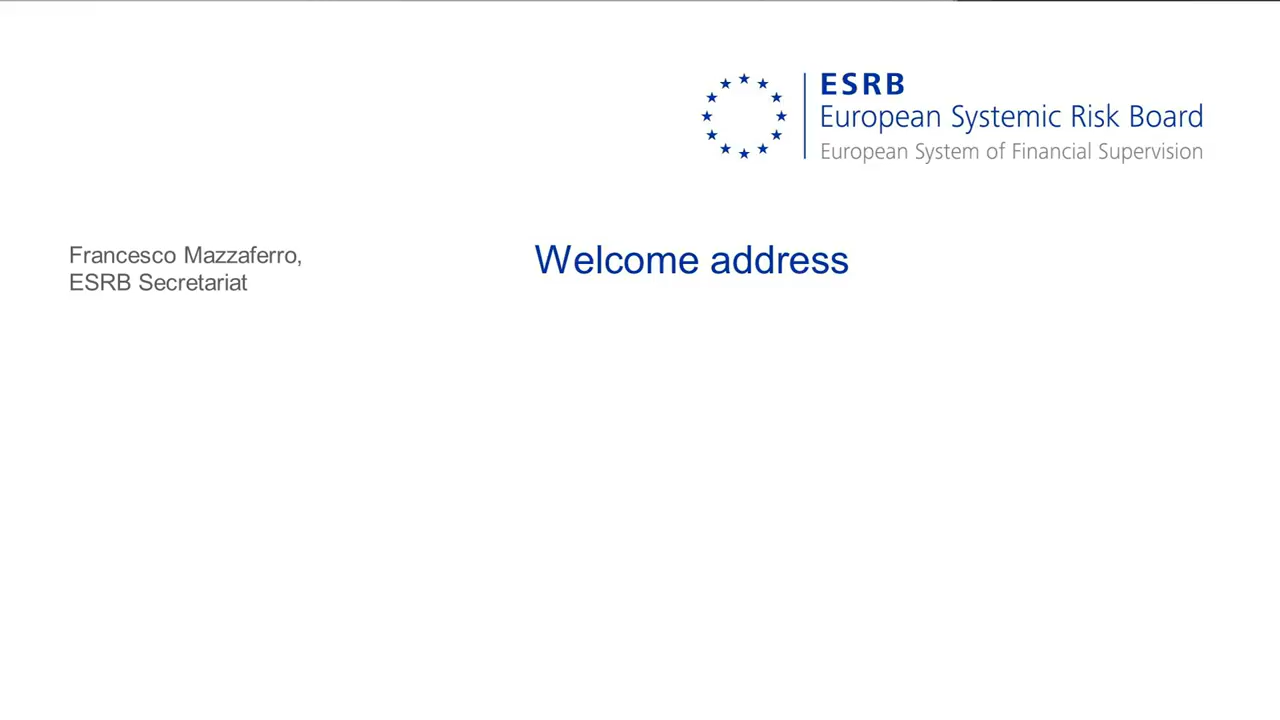 ESRB
European Systemic Risk Board
European System of Financial Supervision
Francesco Mazzaferro,
ESRB Secretariat
Welcome address